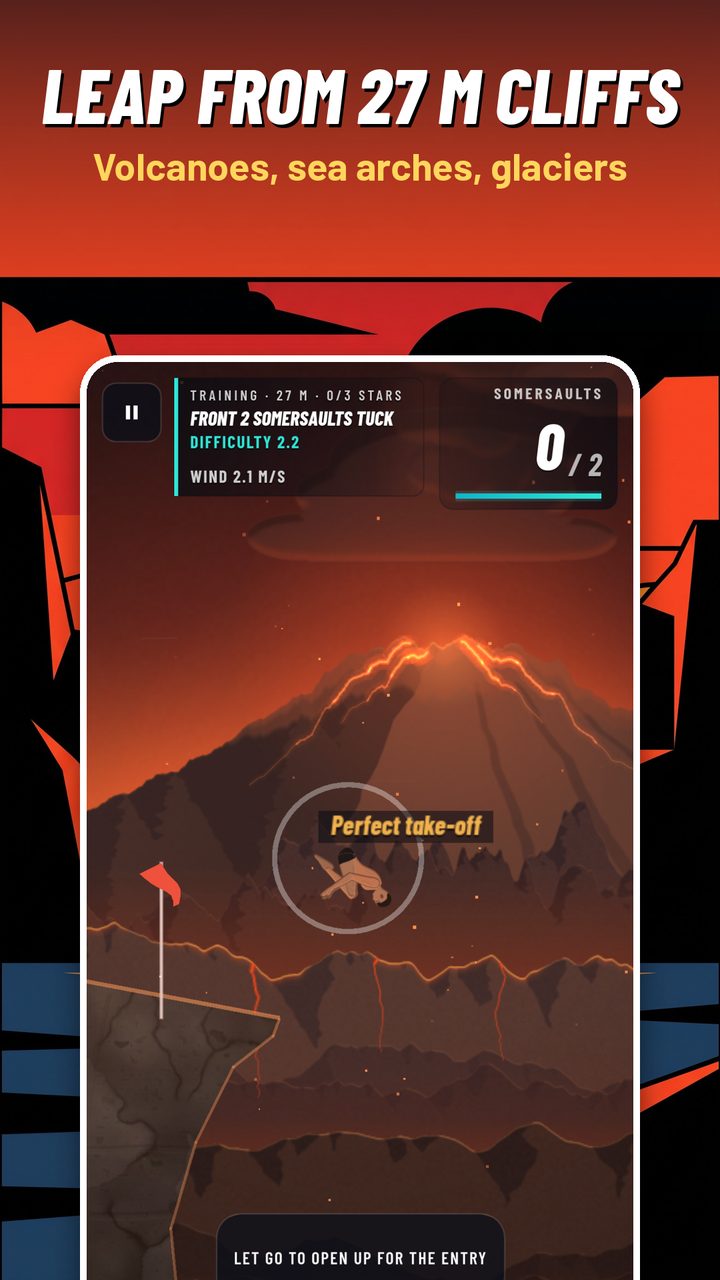 LEAP FROM 27 M CLIFFS
Volcanoes, sea arches, glaciers
TRAINING · 27 M · 0/3 STARS
FRONT 2 SOMERSAULTS TUCK
DIFFICULTY 2.2
WIND 2.1 M/S
SOMERSAULTS
0 / 2
Perfect take-off
LET GO TO OPEN UP FOR THE ENTRY